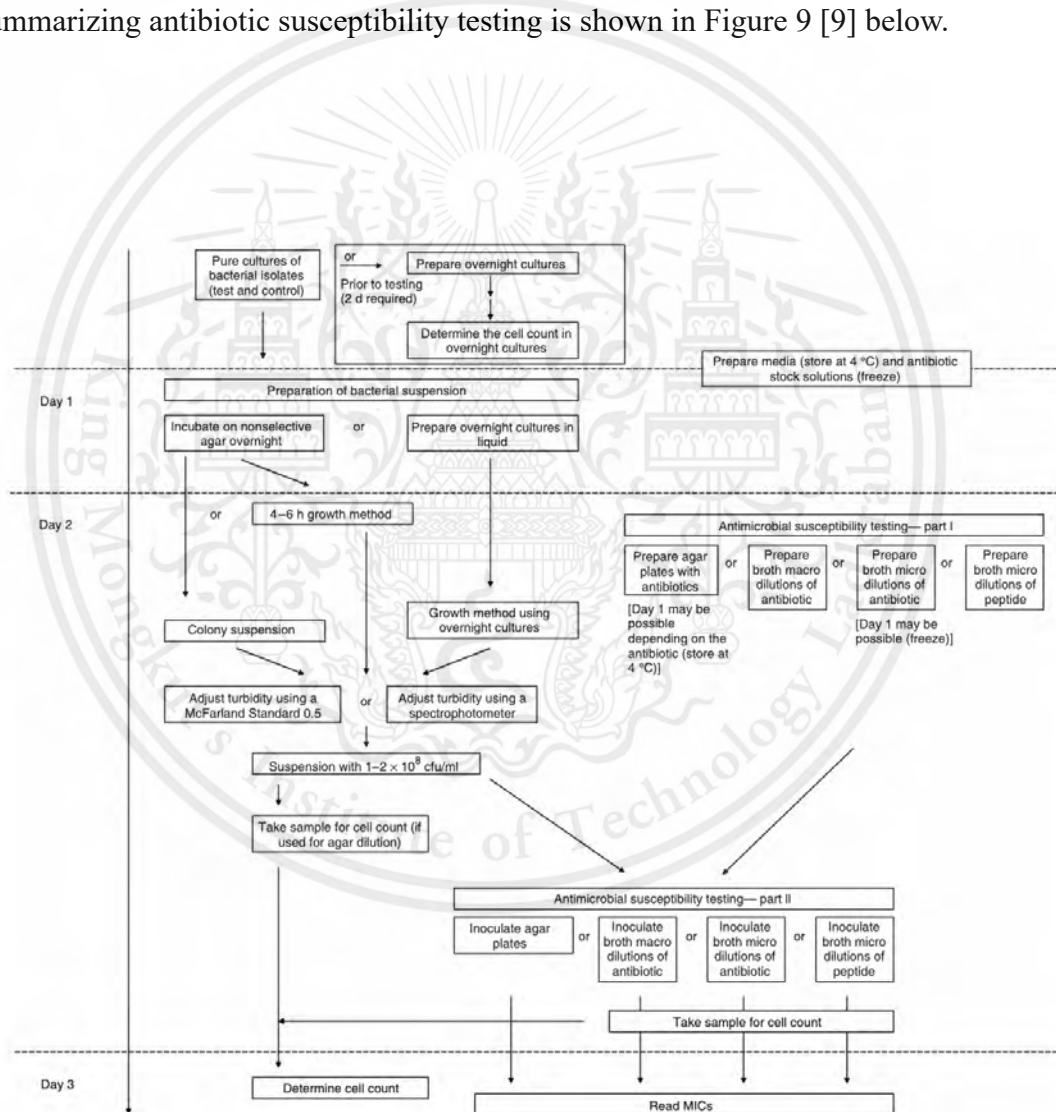 mmarizing antibiotic susceptibility testing is shown in Figure 9 [9] below.
Pure cultures of
bacterial isolates
(test and control)
or
Prior to testing
(2 d required)
Prepare overnight cultures
Determine the cell count in
overnight cultures
Prepare media (store at 4 °C) and antibiotic
stock solutions (freeze)
Day 1
Preparation of bacterial suspension
Incubate on nonselective
agar overnight
or
Prepare overnight cultures in
liquid
Day 2
or
4–6 h growth method
Antimicrobial susceptibility testing— part I
Prepare agar
plates with
antibiotics
or
Prepare
broth macro
dilutions of
antibiotic
or
Prepare
broth micro
dilutions of
antibiotic
or
Prepare
broth micro
dilutions of
peptide
[Day 1 may be
possible
depending on the
antibiotic (store at
4 °C)]
[Day 1 may be
possible (freeze)]
Colony suspension
Growth method using
overnight cultures
Adjust turbidity using a
McFarland Standard 0.5
or
Adjust turbidity using a
spectrophotometer
Suspension with 1–2 × 10⁸ cfu/ml
Take sample for cell count (if
used for agar dilution)
Antimicrobial susceptibility testing— part II
Inoculate agar
plates
or
Inoculate
broth macro
dilutions of
antibiotic
or
Inoculate
broth micro
dilutions of
antibiotic
or
Inoculate
broth micro
dilutions of
peptide
Take sample for cell count
Day 3
Determine cell count
Read MICs
King Mongkut's Institute of Technology Ladkrabang